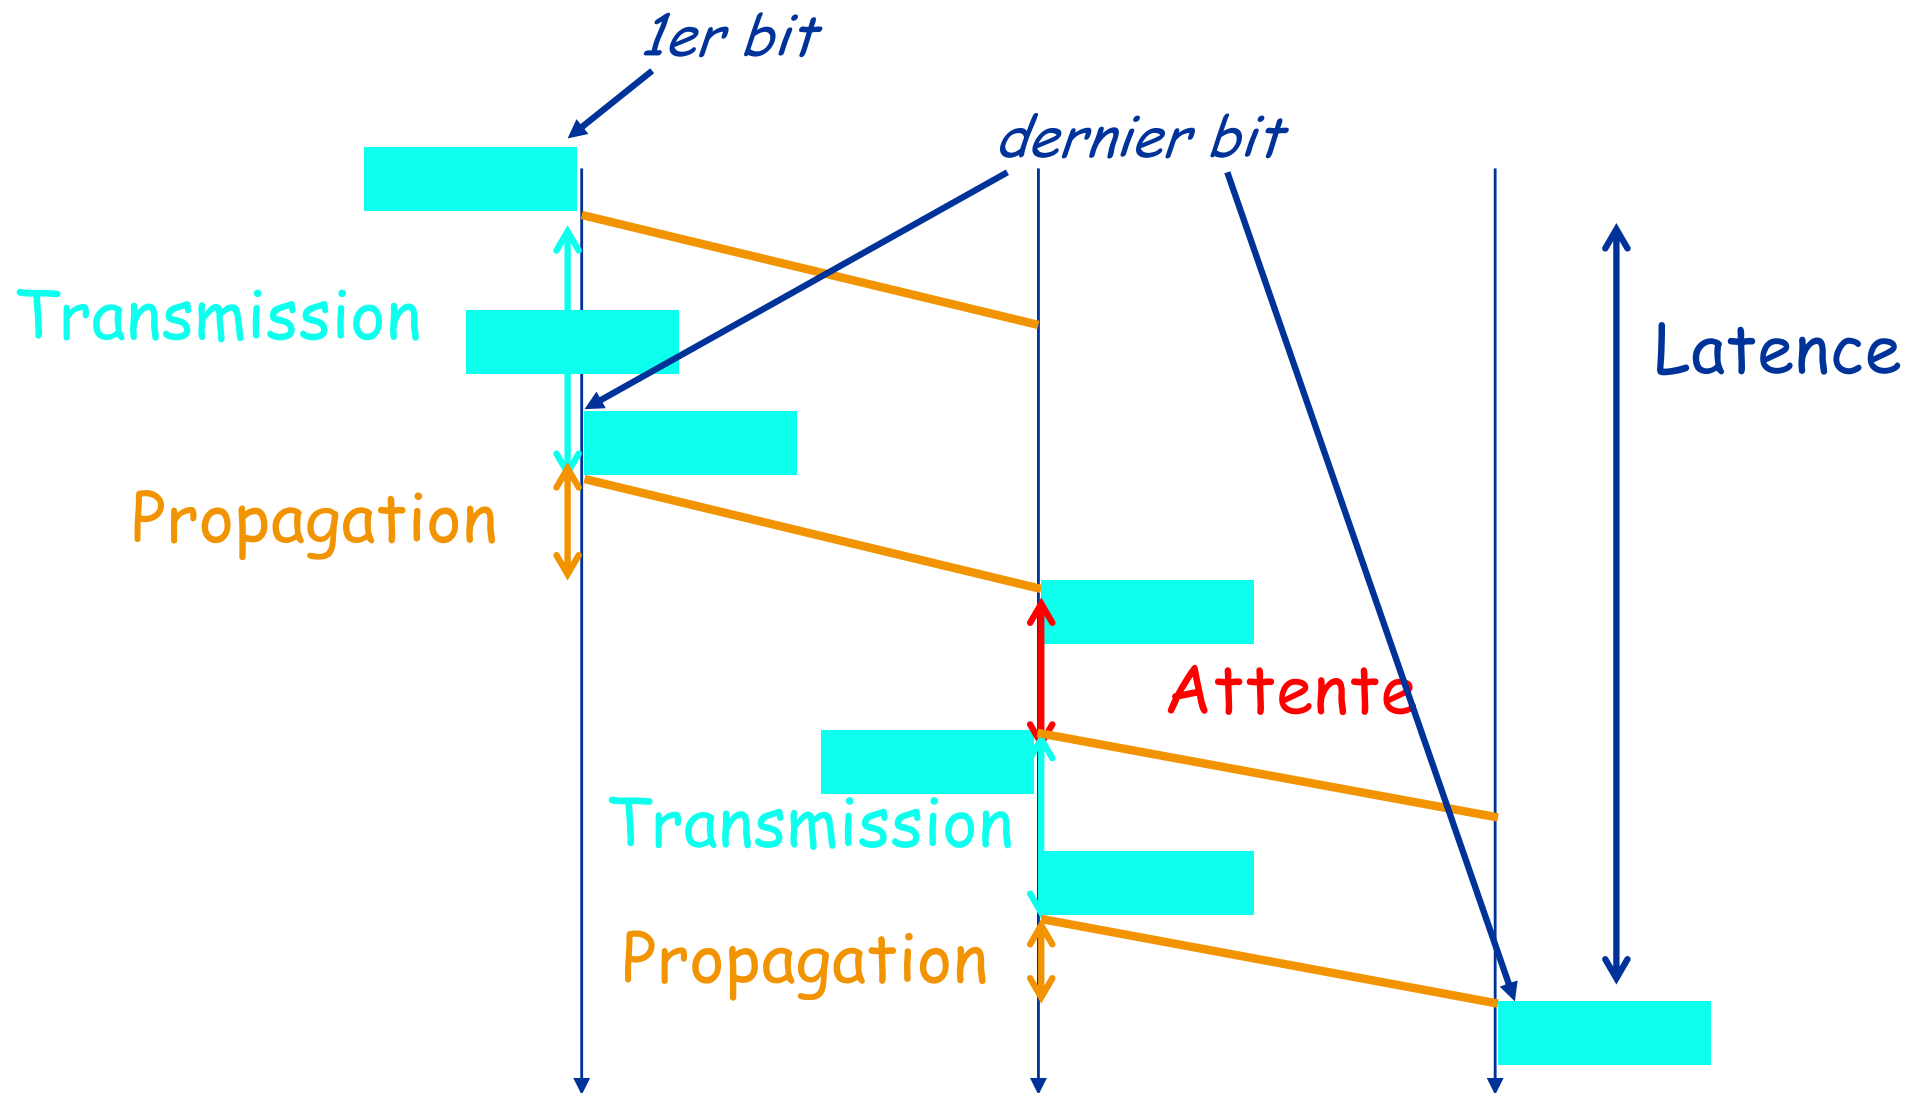 1er bit
dernier bit
Transmission
Latence
Propagation
Attente
Transmission
Propagation